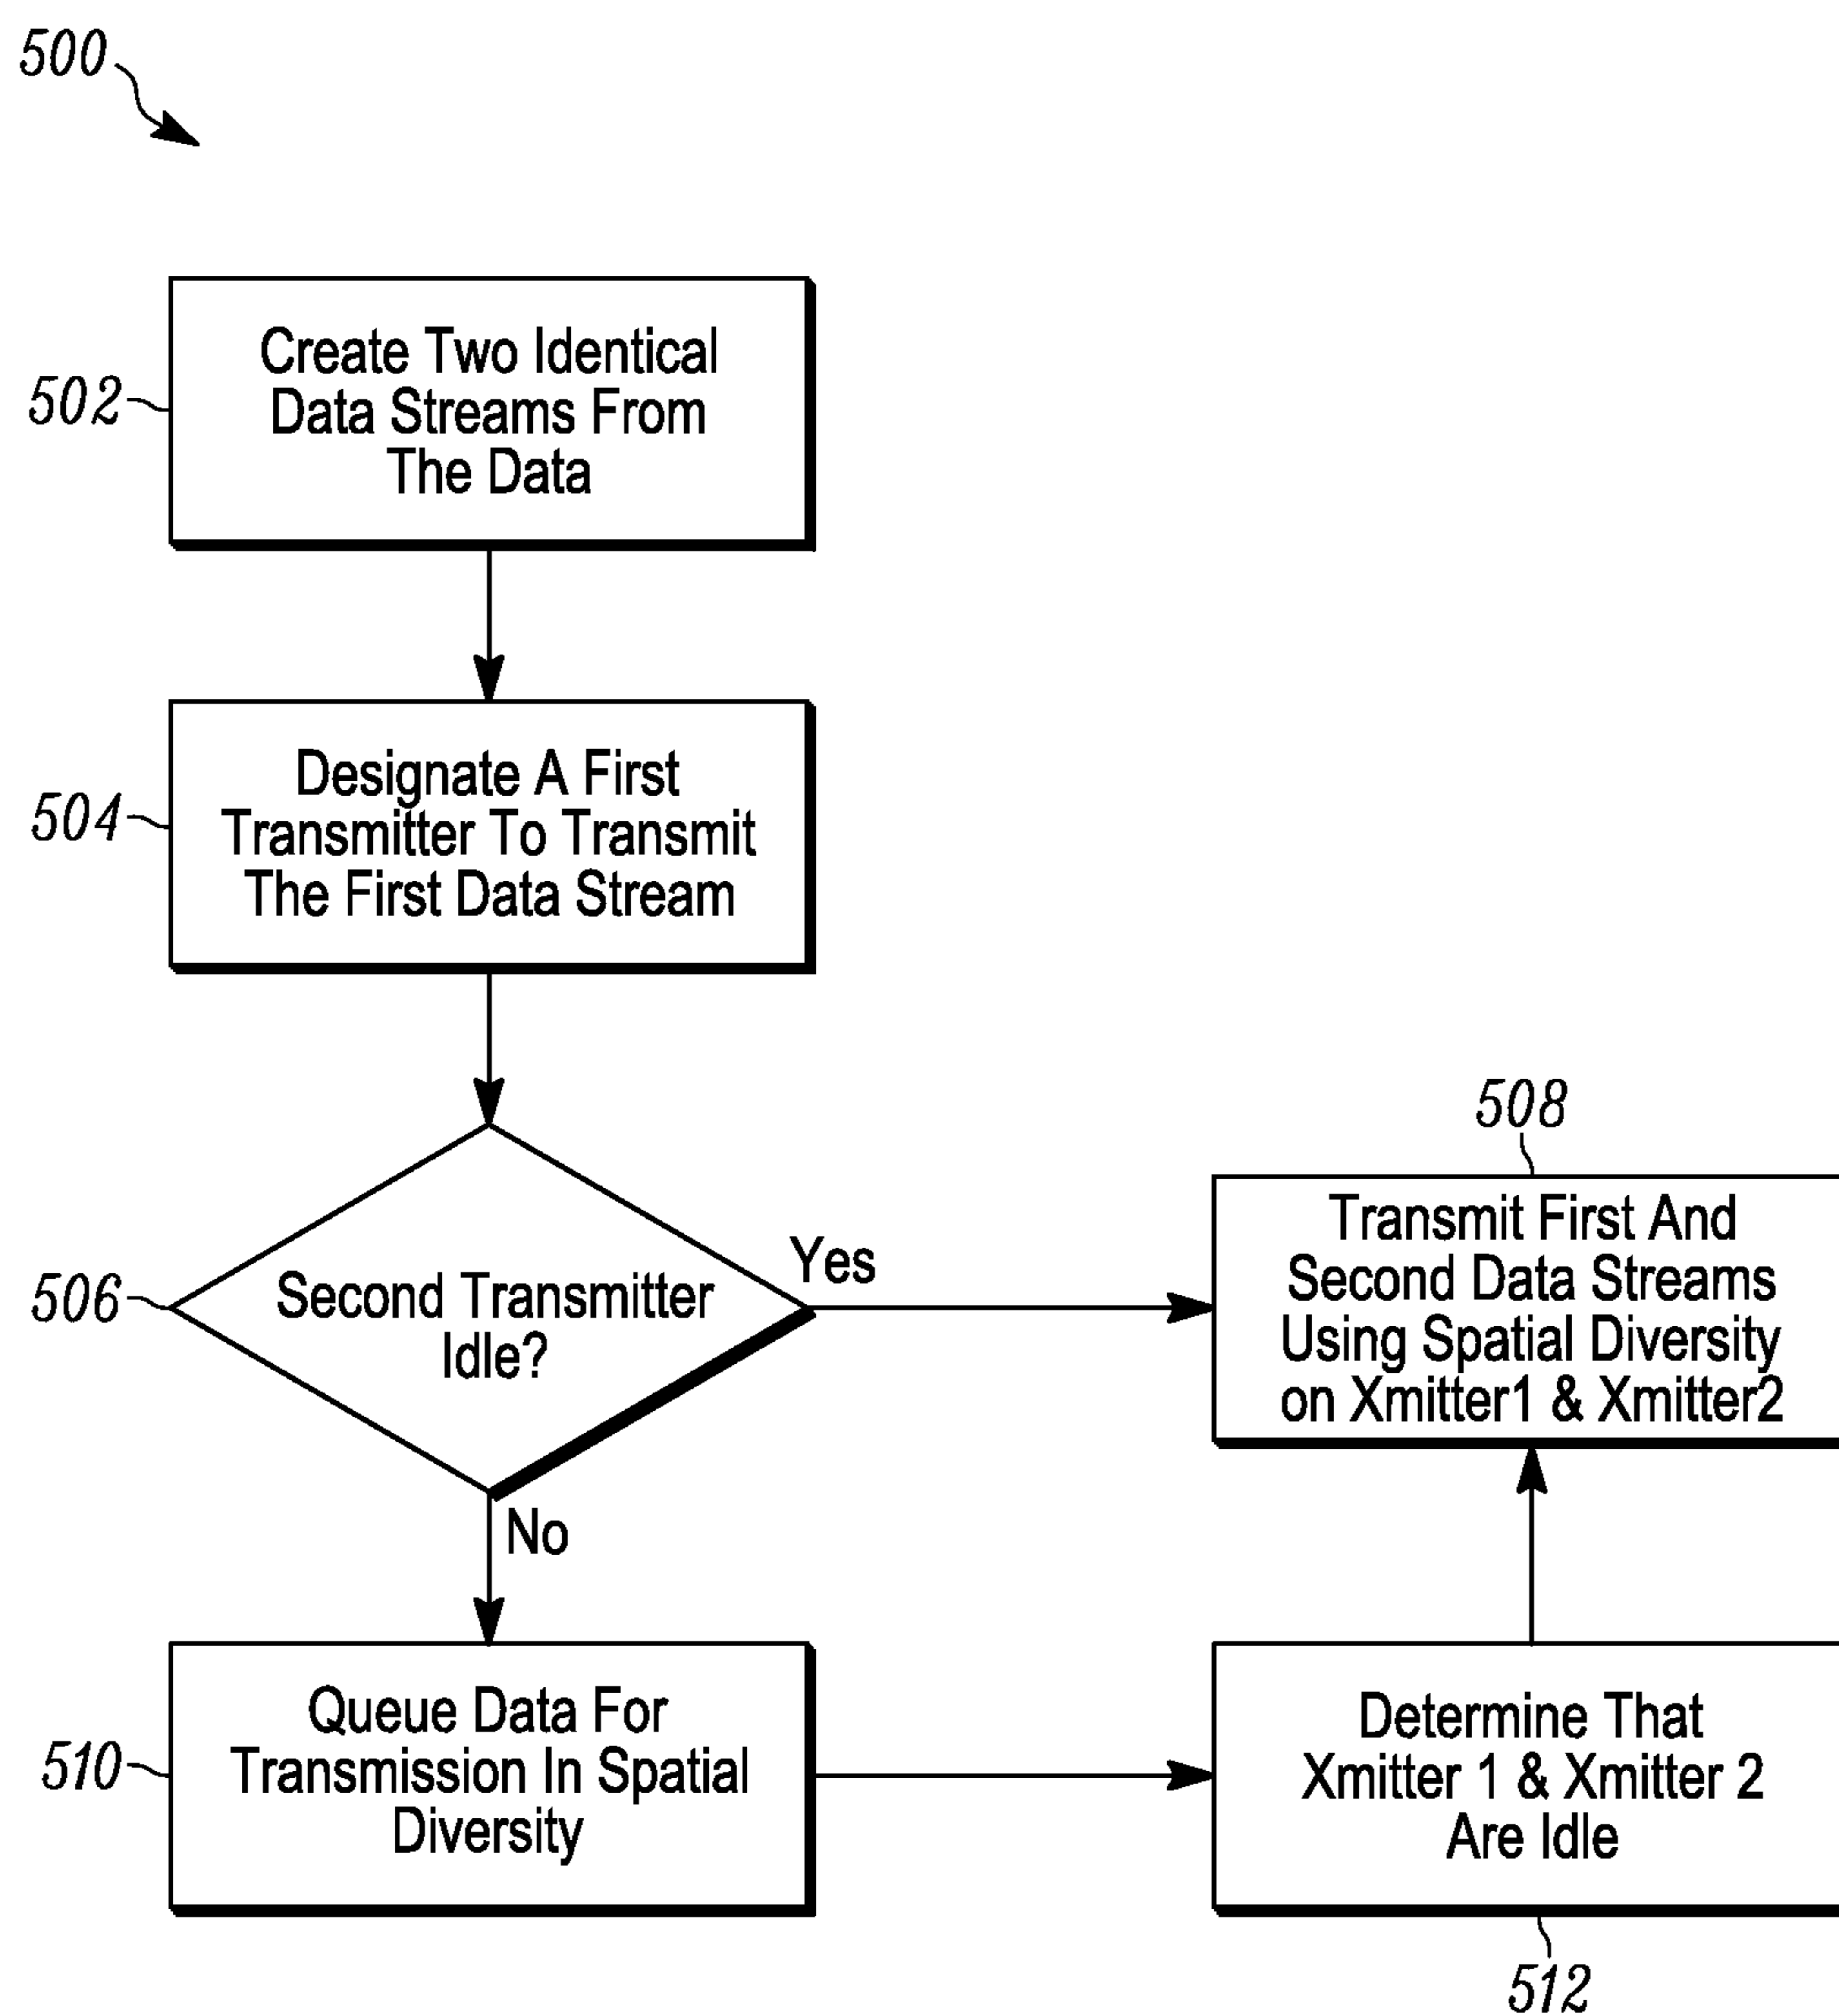 500
502
Create Two Identical
Data Streams From
The Data
504
Designate A First
Transmitter To Transmit
The First Data Stream
506
Second Transmitter
Idle?
Yes
No
508
Transmit First And
Second Data Streams
Using Spatial Diversity
on Xmitter1 & Xmitter2
510
Queue Data For
Transmission In Spatial
Diversity
Determine That
Xmitter 1 & Xmitter 2
Are Idle
512